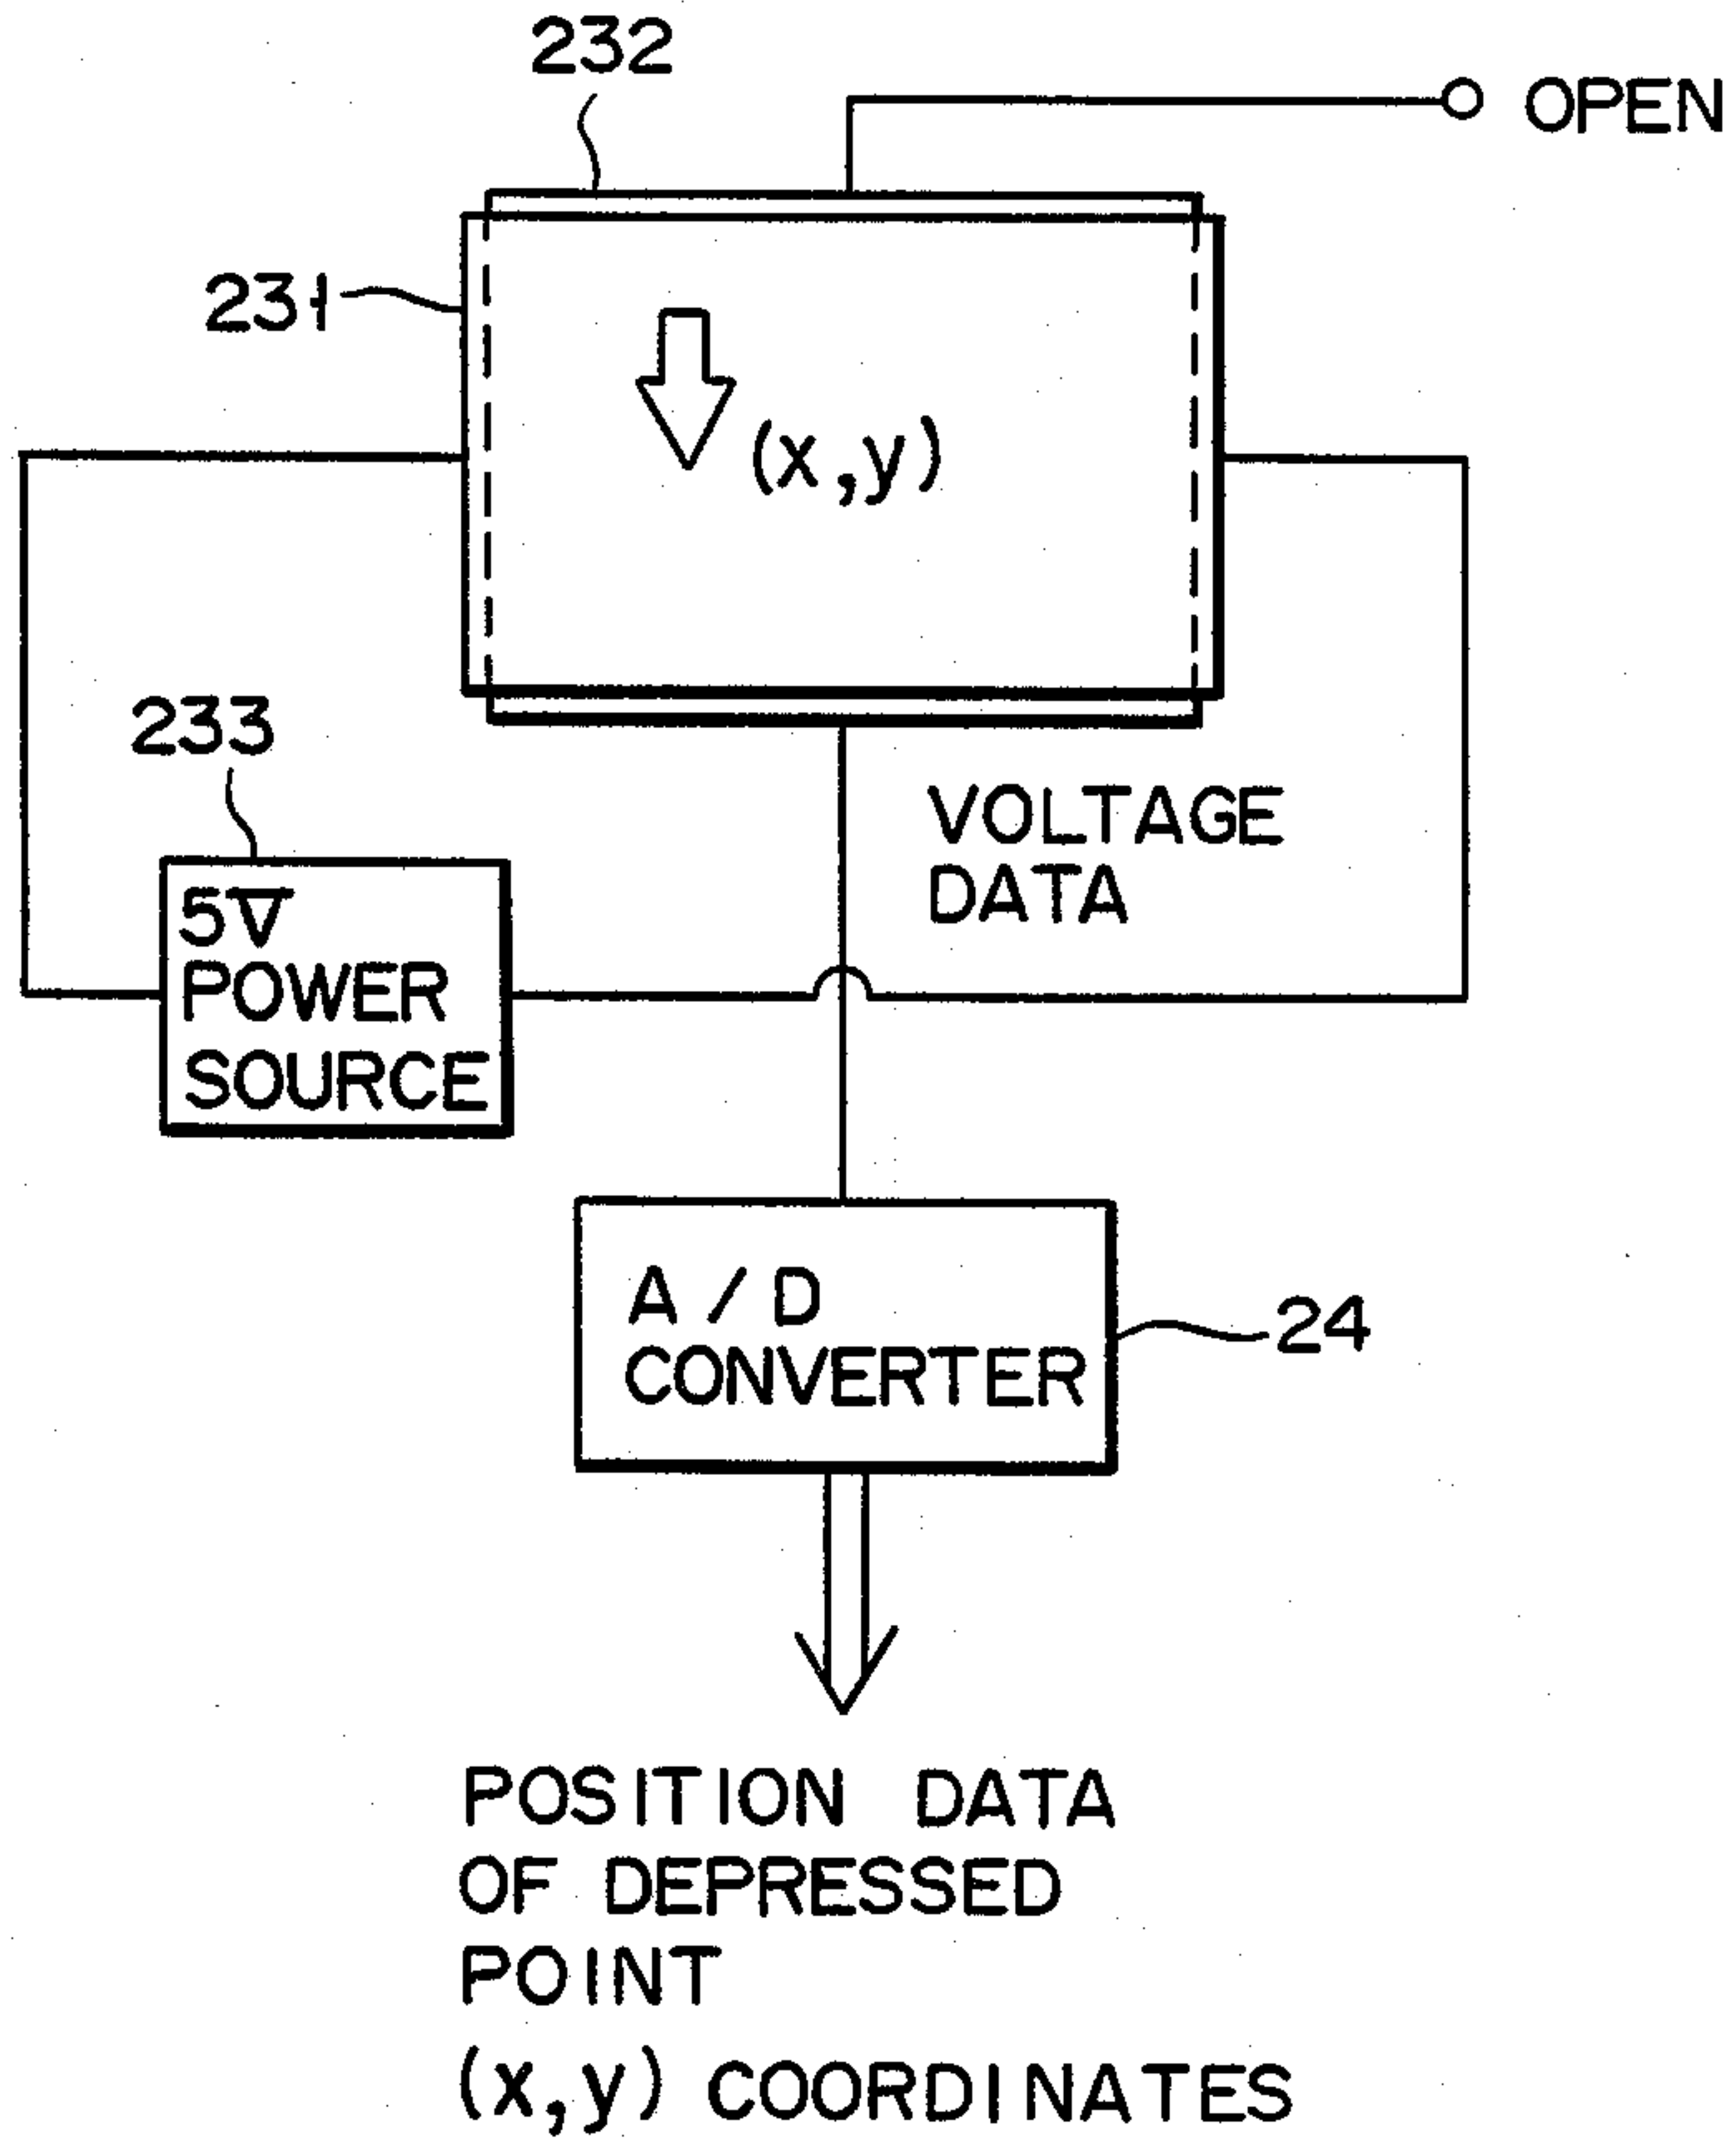 232
OPEN
231
(x,y)
233
VOLTAGE
DATA
5V
POWER
SOURCE
A/D
CONVERTER
24
POSITION DATA
OF DEPRESSED
POINT
(x,y) COORDINATES